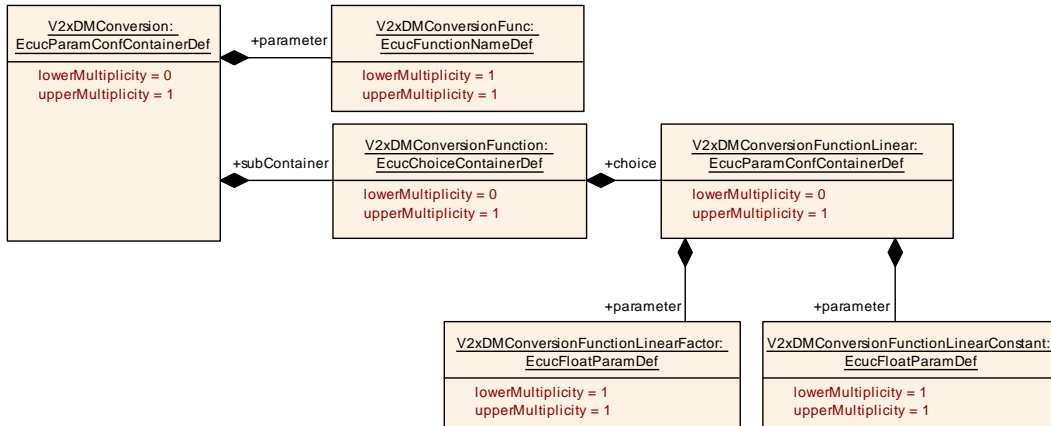 V2xDMConversion:
EcucParamConfContainerDef
lowerMultiplicity = 0
upperMultiplicity = 1
+parameter
V2xDMConversionFunc:
EcucFunctionNameDef
lowerMultiplicity = 1
upperMultiplicity = 1
+subContainer
V2xDMConversionFunction:
EcucChoiceContainerDef
lowerMultiplicity = 0
upperMultiplicity = 1
+choice
V2xDMConversionFunctionLinear:
EcucParamConfContainerDef
lowerMultiplicity = 0
upperMultiplicity = 1
+parameter
+parameter
V2xDMConversionFunctionLinearFactor:
EcucFloatParamDef
lowerMultiplicity = 1
upperMultiplicity = 1
V2xDMConversionFunctionLinearConstant:
EcucFloatParamDef
lowerMultiplicity = 1
upperMultiplicity = 1